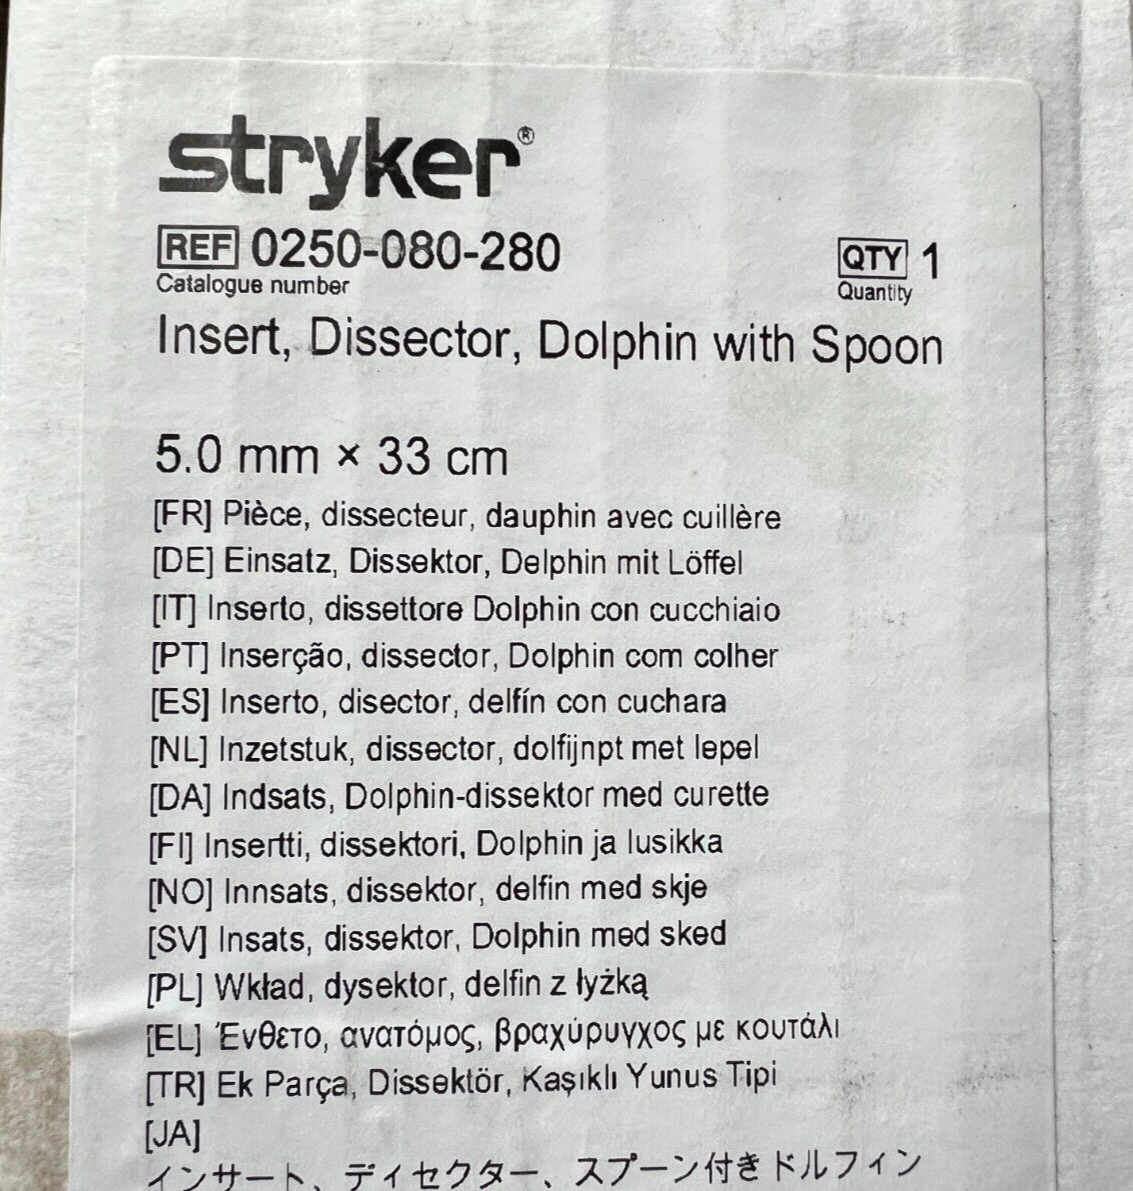 stryker®
REF 0250-080-280
Catalogue number
QTY 1
Quantity
Insert, Dissector, Dolphin with Spoon
5.0 mm × 33 cm
[FR] Pièce, dissecteur, dauphin avec cuillère
[DE] Einsatz, Dissektor, Delphin mit Löffel
[IT] Inserto, dissettore Dolphin con cucchiaio
[PT] Inserção, dissector, Dolphin com colher
[ES] Inserto, disector, delfín con cuchara
[NL] Inzetstuk, dissector, dolfijnpt met lepel
[DA] Indsats, Dolphin-dissektor med curette
[FI] Insertti, dissektori, Dolphin ja lusikka
[NO] Innsats, dissektor, delfin med skje
[SV] Insats, dissektor, Dolphin med sked
[PL] Wkład, dysektor, delfin z łyżką
[EL] Ένθετο, ανατόμος, βραχύρυγχος με κουτάλι
[TR] Ek Parça, Dissektör, Kaşıklı Yunus Tipi
[JA]
インサート、ディセクター、スプーン付きドルフィン